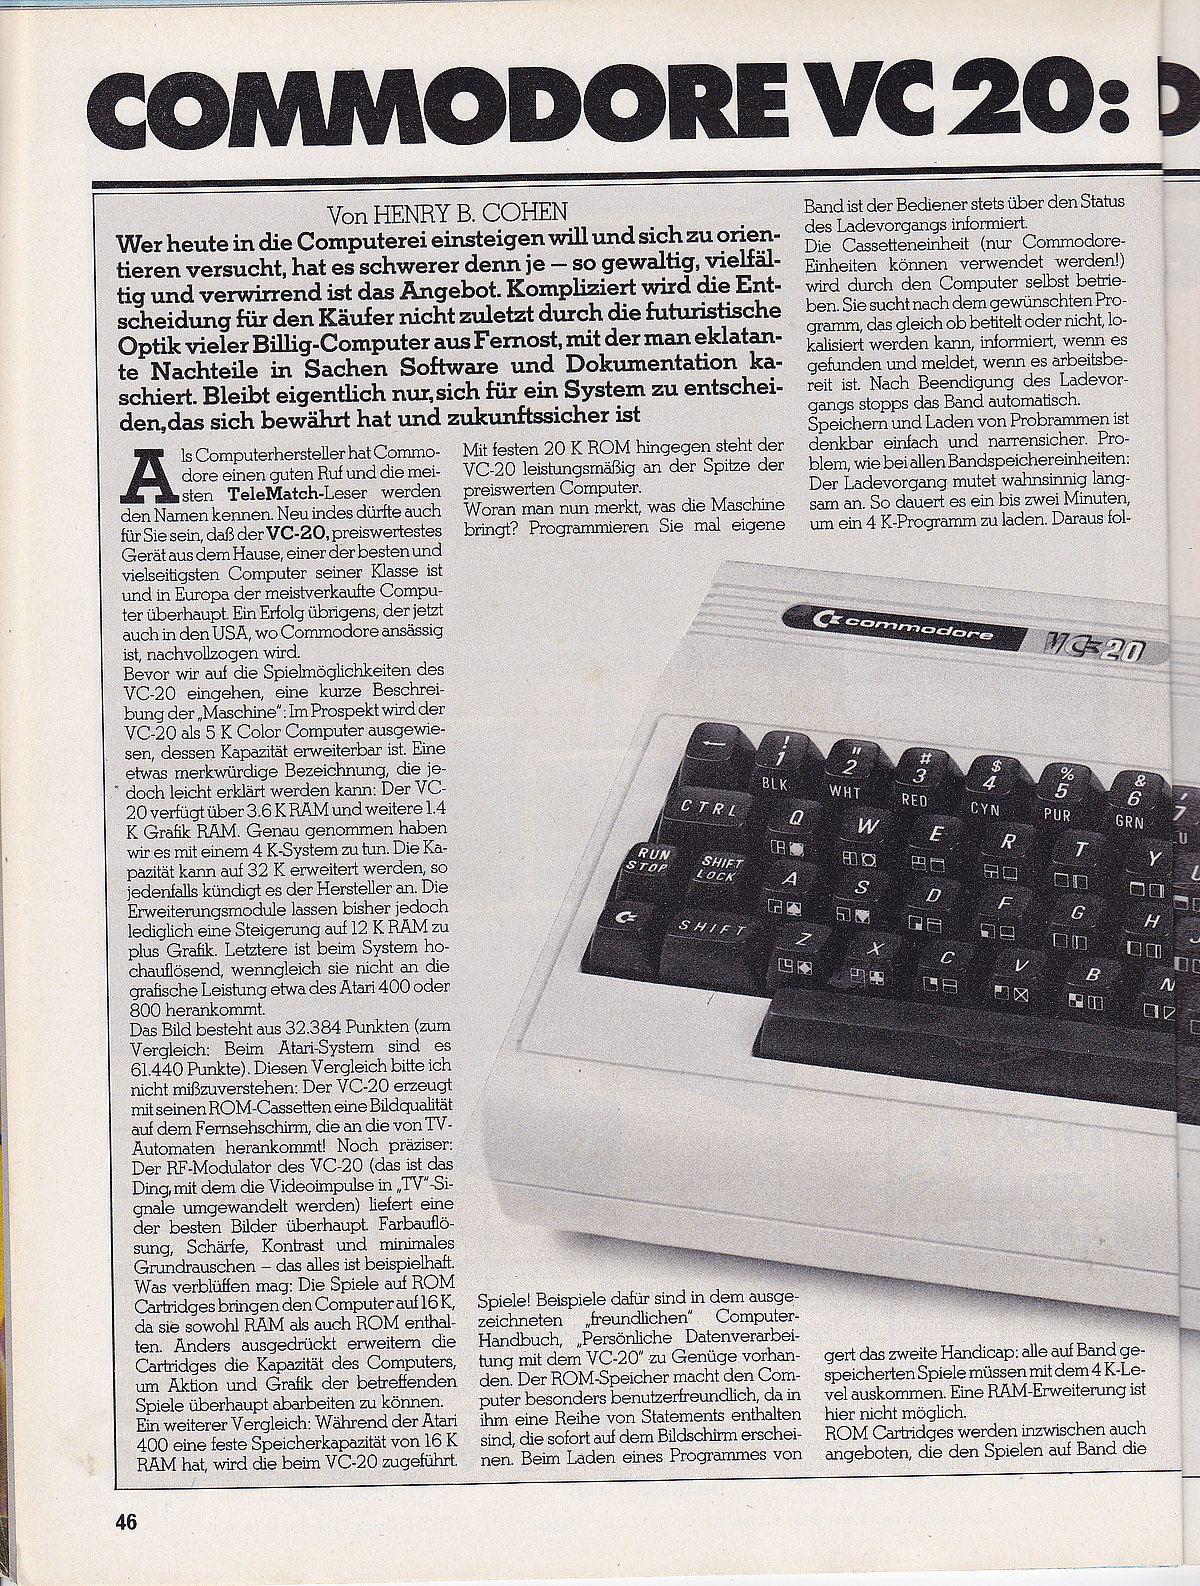 COMMODORE VC 20:
Von HENRY B. COHEN
Wer heute in die Computerei einsteigen will und sich zu orien-
tieren versucht, hat es schwerer denn je – so gewaltig, vielfäl-
tig und verwirrend ist das Angebot. Kompliziert wird die Ent-
scheidung für den Käufer nicht zuletzt durch die futuristische
Optik vieler Billig-Computer aus Fernost, mit der man eklatan-
te Nachteile in Sachen Software und Dokumentation ka-
schiert. Bleibt eigentlich nur, sich für ein System zu entschei-
den, das sich bewährt hat und zukunftssicher ist
Als Computerhersteller hat Commo-
dore einen guten Ruf und die mei-
sten TeleMatch-Leser werden
den Namen kennen. Neu indes dürfte auch
für Sie sein, daß der VC-20, preiswertestes
Gerät aus dem Hause, einer der besten und
vielseitigsten Computer seiner Klasse ist
und in Europa der meistverkaufte Compu-
ter überhaupt. Ein Erfolg übrigens, der jetzt
auch in den USA, wo Commodore ansässig
ist, nachvollzogen wird.
Bevor wir auf die Spielmöglichkeiten des
VC-20 eingehen, eine kurze Beschrei-
bung der „Maschine": Im Prospekt wird der
VC-20 als 5 K Color Computer ausgewie-
sen, dessen Kapazität erweiterbar ist. Eine
etwas merkwürdige Bezeichnung, die je-
doch leicht erklärt werden kann: Der VC-
20 verfügt über 3.6 K RAM und weitere 1.4
K Grafik RAM. Genau genommen haben
wir es mit einem 4 K-System zu tun. Die Ka-
pazität kann auf 32 K erweitert werden, so
jedenfalls kündigt es der Hersteller an. Die
Erweiterungsmodule lassen bisher jedoch
lediglich eine Steigerung auf 12 K RAM zu
plus Grafik. Letztere ist beim System ho-
chauflösend, wenngleich sie nicht an die
grafische Leistung etwa des Atari 400 oder
800 herankommt.
Das Bild besteht aus 32.384 Punkten (zum
Vergleich: Beim Atari-System sind es
61.440 Punkte). Diesen Vergleich bitte ich
nicht mißzuverstehen: Der VC-20 erzeugt
mit seinen ROM-Cassetten eine Bildqualität
auf dem Fernsehschirm, die an die von TV-
Automaten herankommt! Noch präziser:
Der RF-Modulator des VC-20 (das ist das
Ding, mit dem die Videoimpulse in „TV"-Si-
gnale umgewandelt werden) liefert eine
der besten Bilder überhaupt. Farbauflö-
sung, Schärfe, Kontrast und minimales
Grundrauschen – das alles ist beispielhaft.
Was verblüffen mag: Die Spiele auf ROM
Cartridges bringen den Computer auf 16 K,
da sie sowohl RAM als auch ROM enthal-
ten. Anders ausgedrückt erweitern die
Cartridges die Kapazität des Computers,
um Aktion und Grafik der betreffenden
Spiele überhaupt abarbeiten zu können.
Ein weiterer Vergleich: Während der Atari
400 eine feste Speicherkapazität von 16 K
RAM hat, wird die beim VC-20 zugeführt.
Mit festen 20 K ROM hingegen steht der
VC-20 leistungsmäßig an der Spitze der
preiswerten Computer.
Woran man nun merkt, was die Maschine
bringt? Programmieren Sie mal eigene
Spiele! Beispiele dafür sind in dem ausge-
zeichneten „freundlichen" Computer-
Handbuch, „Persönliche Datenverarbei-
tung mit dem VC-20" zu Genüge vorhan-
den. Der ROM-Speicher macht den Com-
puter besonders benutzerfreundlich, da in
ihm eine Reihe von Statements enthalten
sind, die sofort auf dem Bildschirm erschei-
nen. Beim Laden eines Programmes von
Band ist der Bediener stets über den Status
des Ladevorgangs informiert.
Die Cassetteneinheit (nur Commodore-
Einheiten können verwendet werden!)
wird durch den Computer selbst betrie-
ben. Sie sucht nach dem gewünschten Pro-
gramm, das gleich ob betitelt oder nicht, lo-
kalisiert werden kann, informiert, wenn es
gefunden und meldet, wenn es arbeitsbe-
reit ist. Nach Beendigung des Ladevor-
gangs stopps das Band automatisch.
Speichern und Laden von Probrammen ist
denkbar einfach und narrensicher. Pro-
blem, wie bei allen Bandspeichereinheiten:
Der Ladevorgang mutet wahnsinnig lang-
sam an. So dauert es ein bis zwei Minuten,
um ein 4 K-Programm zu laden. Daraus fol-
gert das zweite Handicap: alle auf Band ge-
speicherten Spiele müssen mit dem 4 K-Le-
vel auskommen. Eine RAM-Erweiterung ist
hier nicht möglich.
ROM Cartridges werden inzwischen auch
angeboten, die den Spielen auf Band die
commodore VC 20
← ! 1 " 2 # 3 $ 4 % 5 & 6 ' 7
BLK WHT RED CYN PUR GRN
CTRL Q W E R T Y U
RUN STOP SHIFT LOCK A S D F G H J
SHIFT Z X C V B N
46